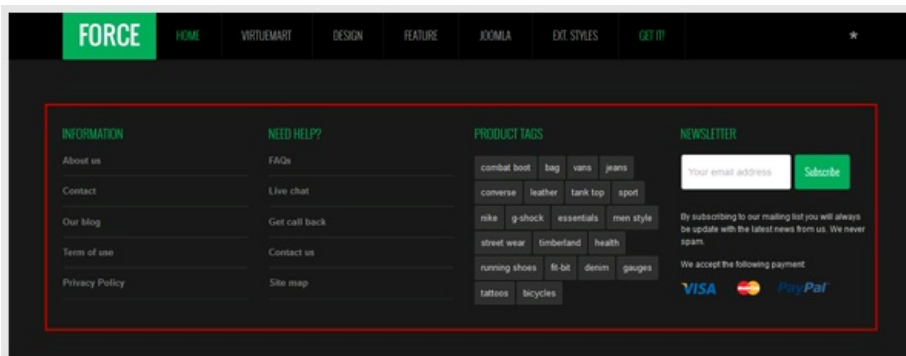 FORCE HOME VIRTUEMART DESIGN FEATURE JOOMLA EXT. STYLES GET IT! *
INFORMATION
About us
Contact
Our blog
Term of use
Privacy Policy
NEED HELP?
FAQs
Live chat
Get call back
Contact us
Site map
PRODUCT TAGS
combat boot bag vans jeans
converse leather tank top sport
nike g-shock essentials men style
street wear timberland health
running shoes fit-bit denim gauges
tattoos bicycles
NEWSLETTER
Your email address Subscribe
By subscribing to our mailing list you will always
be update with the latest news from us. We never
spam.
We accept the following payment:
VISA MasterCard PayPal